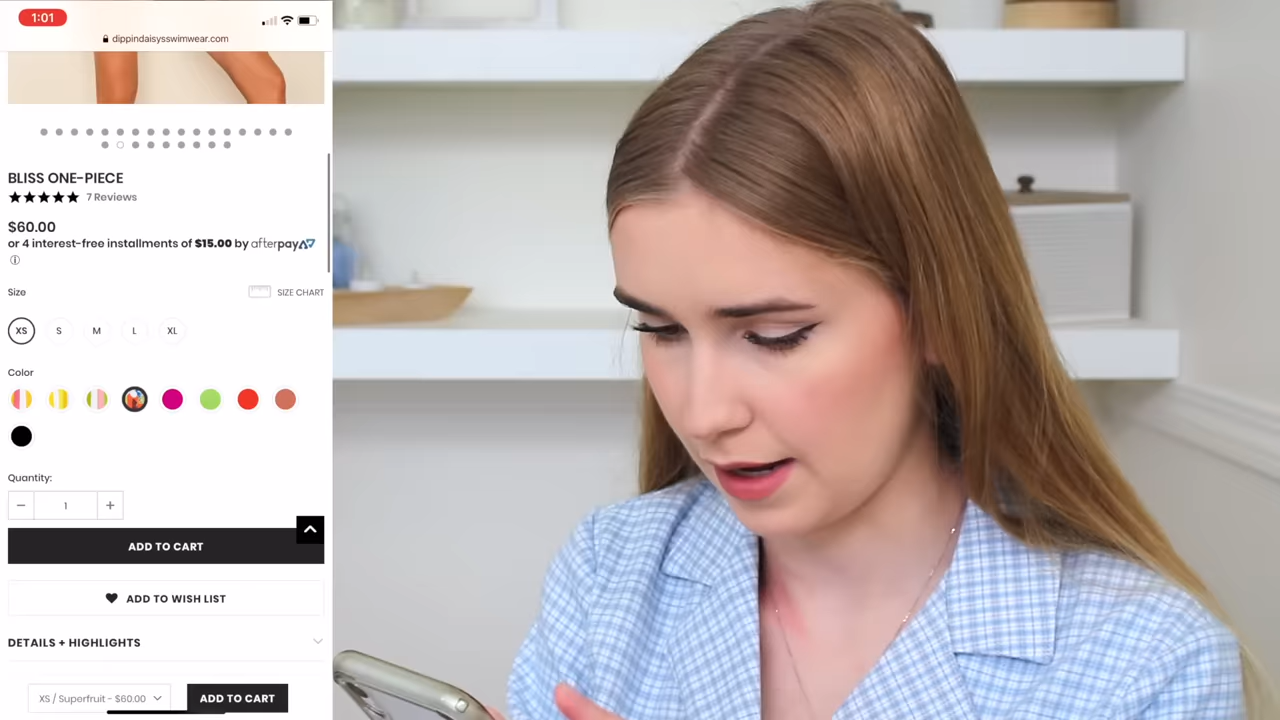 1:01
dippindaisysswimwear.com
BLISS ONE-PIECE
7 Reviews
$60.00
or 4 interest-free installments of $15.00 by afterpay
Size
SIZE CHART
XS S M L XL
Color
Quantity:
− 1 +
ADD TO CART
ADD TO WISH LIST
DETAILS + HIGHLIGHTS
XS / Superfruit - $60.00
ADD TO CART